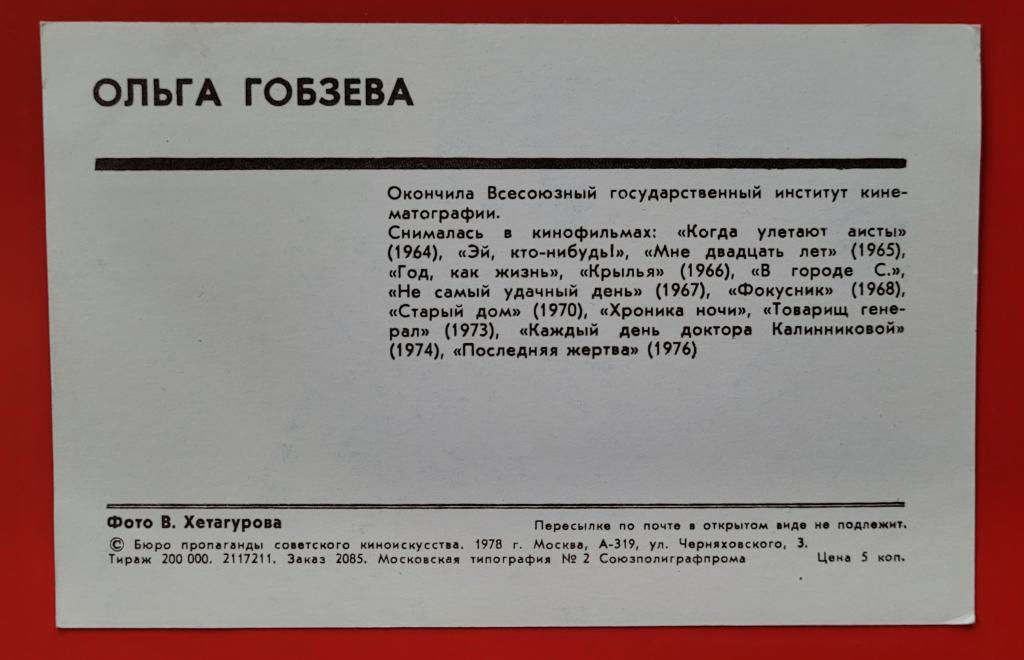 ОЛЬГА ГОБЗЕВА
Окончила Всесоюзный государственный институт кине-
матографии.
Снималась в кинофильмах: «Когда улетают аисты»
(1964), «Эй, кто-нибудь!», «Мне двадцать лет» (1965),
«Год, как жизнь», «Крылья» (1966), «В городе С.»,
«Не самый удачный день» (1967), «Фокусник» (1968),
«Старый дом» (1970), «Хроника ночи», «Товарищ гене-
рал» (1973), «Каждый день доктора Калинниковой»
(1974), «Последняя жертва» (1976)
Фото В. Хетагурова Пересылке по почте в открытом виде не подлежит.
© Бюро пропаганды советского киноискусства. 1978 г. Москва, А-319, ул. Черняховского, 3.
Тираж 200 000. 2117211. Заказ 2085. Московская типография № 2 Союзполиграфпрома Цена 5 коп.